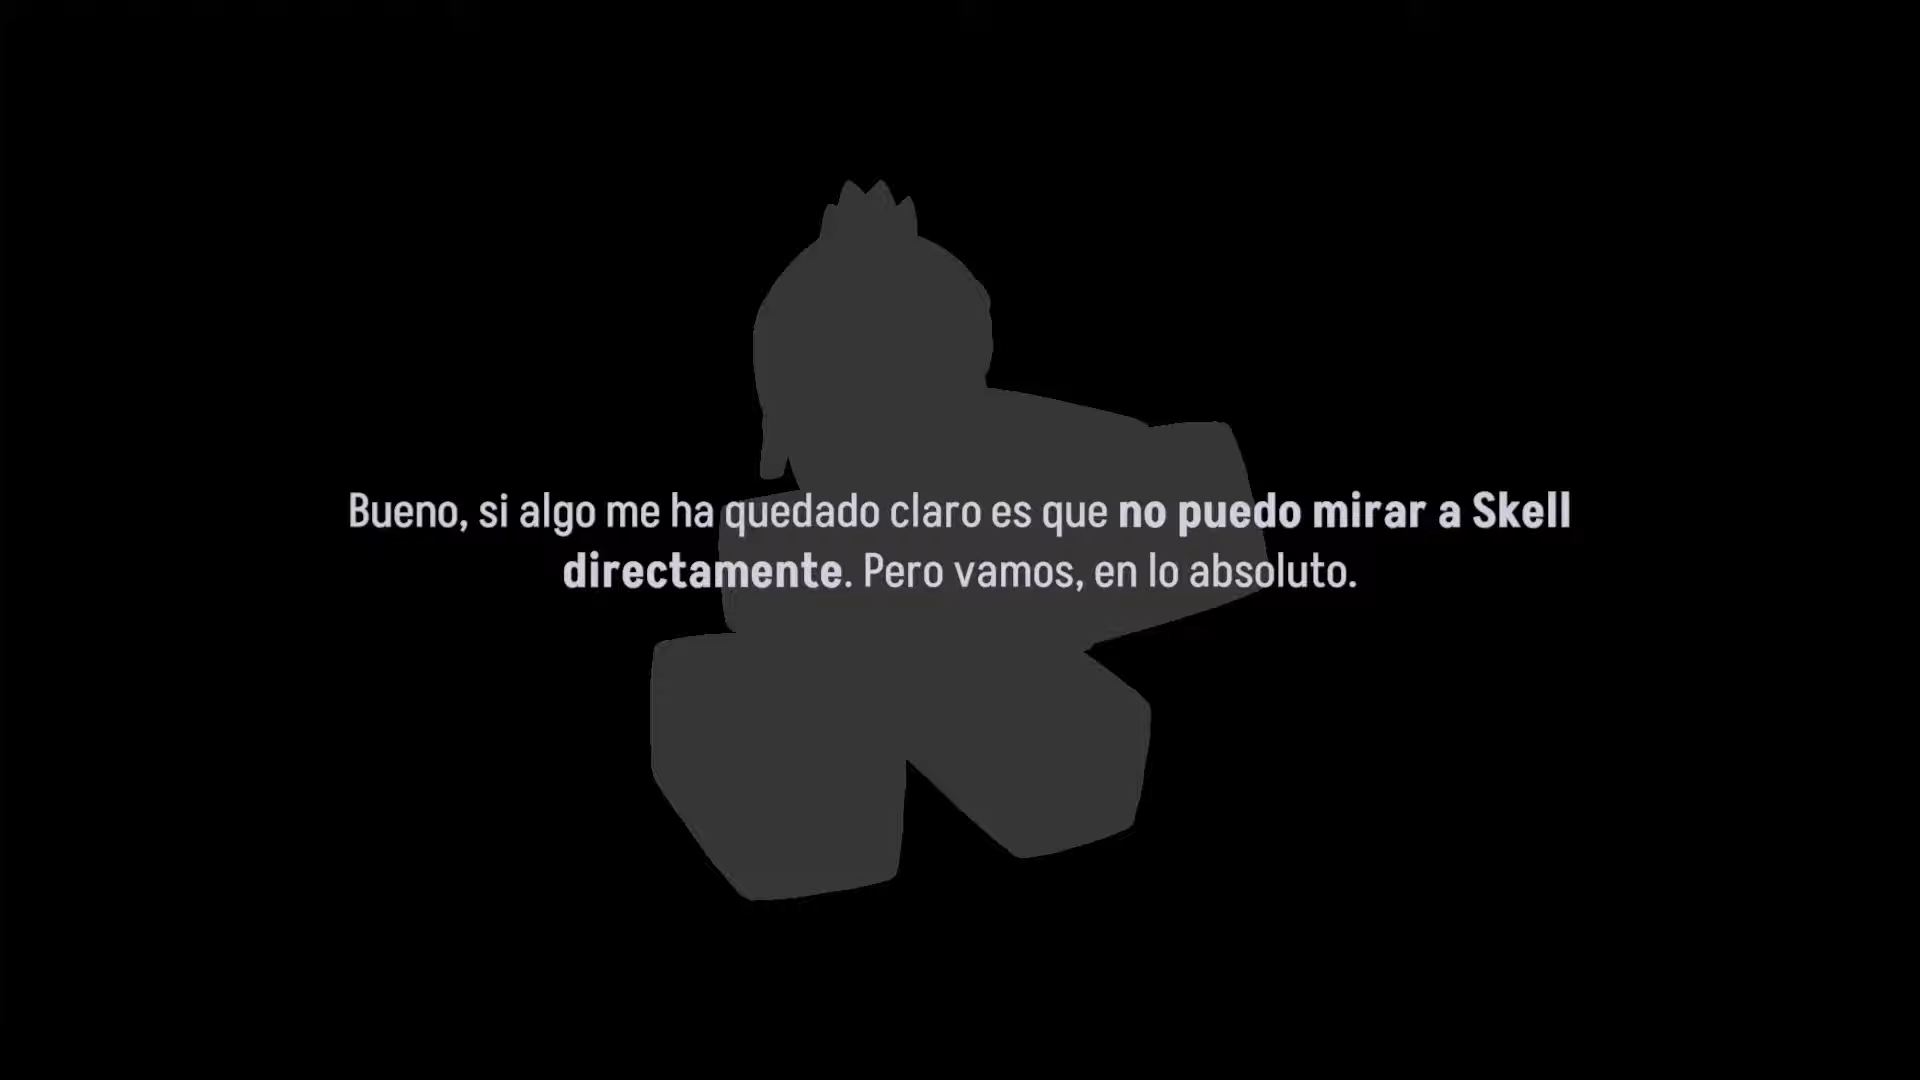 Bueno, si algo me ha quedado claro es que no puedo mirar a Skell
directamente. Pero vamos, en lo absoluto.